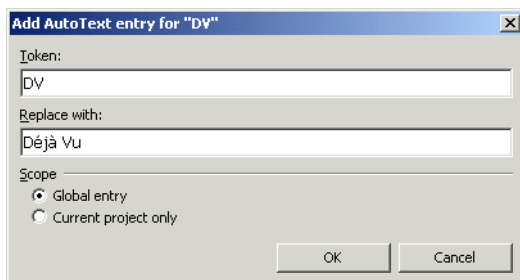 Add AutoText entry for "DV"
Token:
DV
Replace with:
Déjà Vu
Scope
Global entry
Current project only
OK Cancel